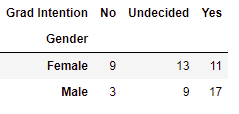 Grad Intention No Undecided Yes
Gender
Female 9 13 11
Male 3 9 17